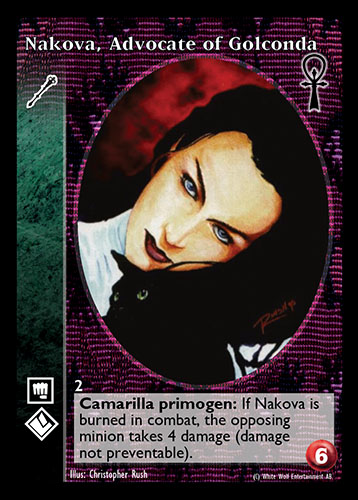 Nakova, Advocate of Golconda
2
Camarilla primogen: If Nakova is
burned in combat, the opposing
minion takes 4 damage (damage
not preventable).
6
Illus: Christopher Rush
(C) White Wolf Entertainment AB.